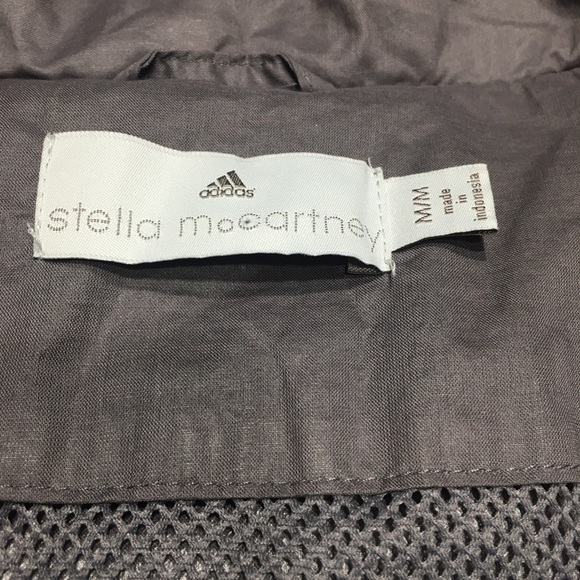 adidas
stella mccartney
M/M
made
in
indonesia